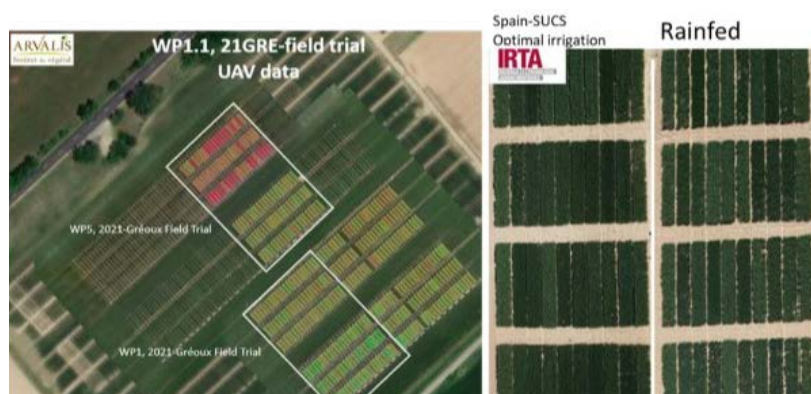 ARVALIS
Institut du végétal
WP1.1, 21GRE-field trial
UAV data
WP5, 2021-Gréoux Field Trial
WP1, 2021-Gréoux Field Trial
Spain-SUCS
Optimal irrigation
IRTA
Rainfed